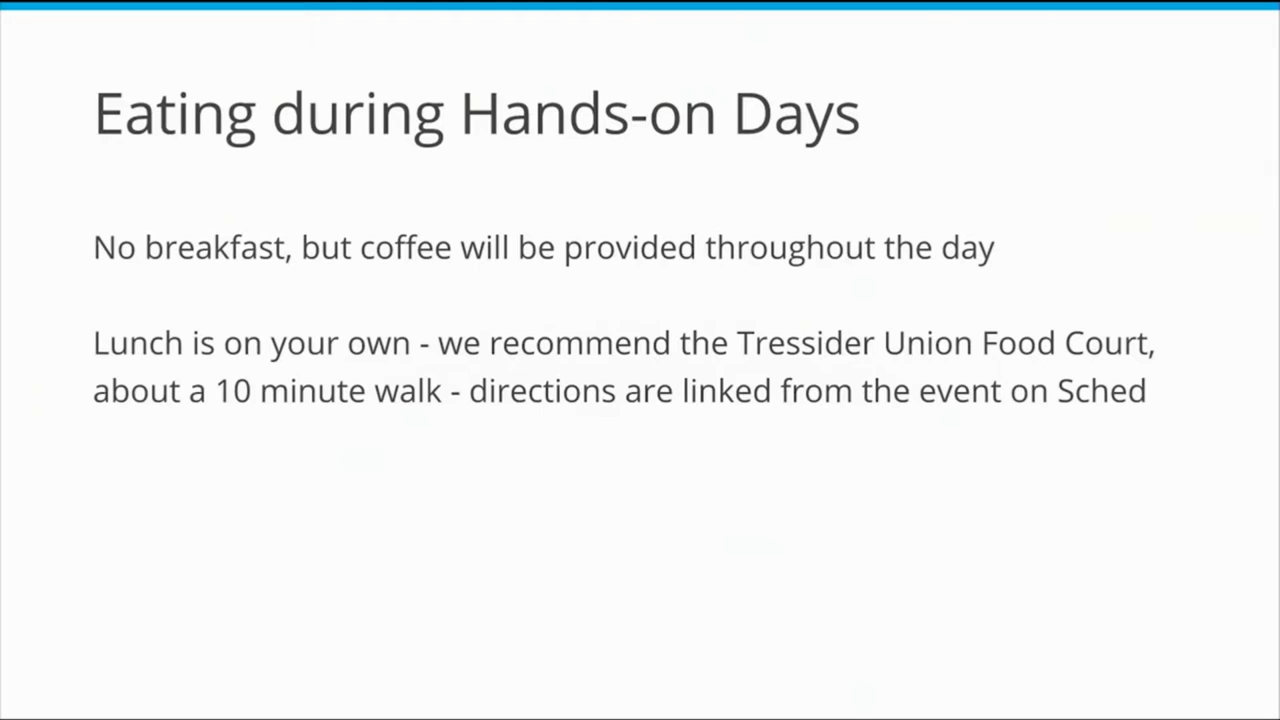 Eating during Hands-on Days
No breakfast, but coffee will be provided throughout the day
Lunch is on your own - we recommend the Tressider Union Food Court,
about a 10 minute walk - directions are linked from the event on Sched